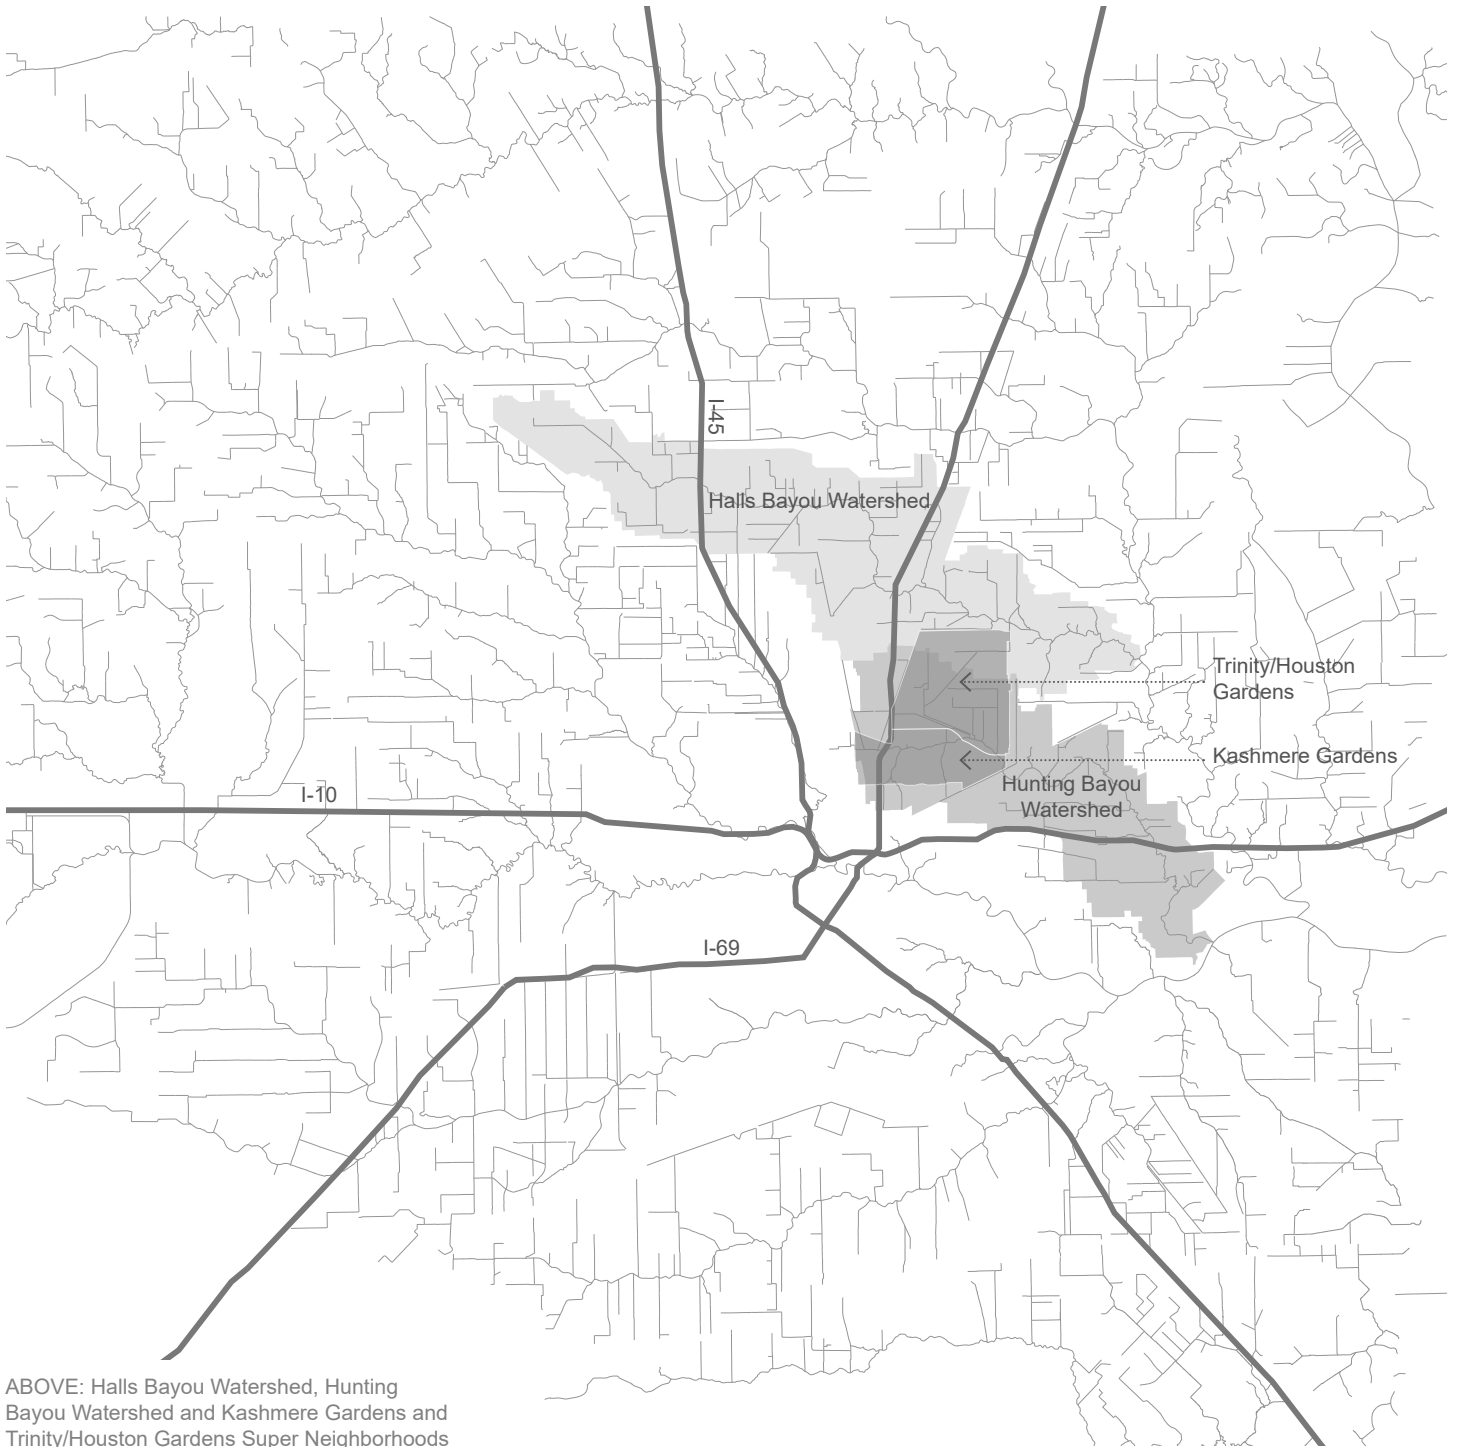 I-45
Halls Bayou Watershed
Trinity/Houston
Gardens
Kashmere Gardens
Hunting Bayou
Watershed
I-10
I-69
ABOVE: Halls Bayou Watershed, Hunting
Bayou Watershed and Kashmere Gardens and
Trinity/Houston Gardens Super Neighborhoods